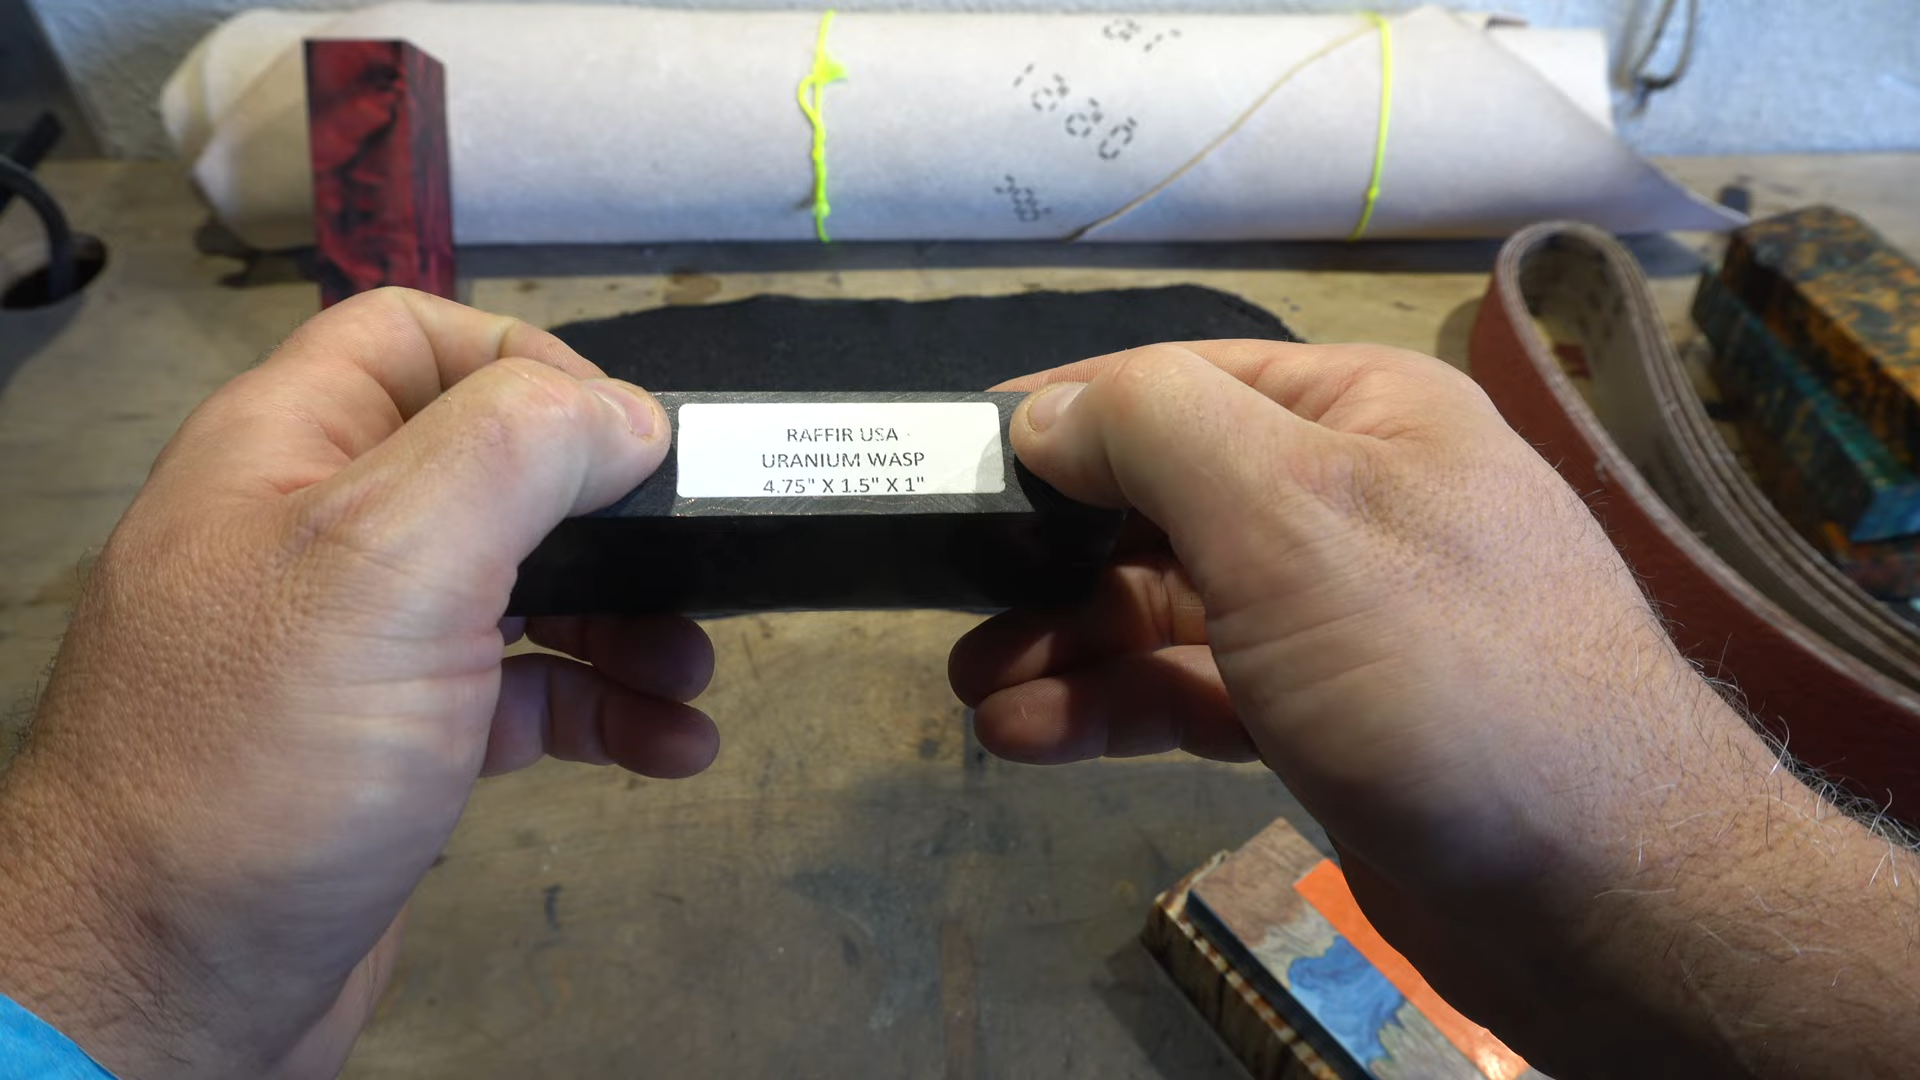 RAFFIR USA
URANIUM WASP
4.75" X 1.5" X 1"